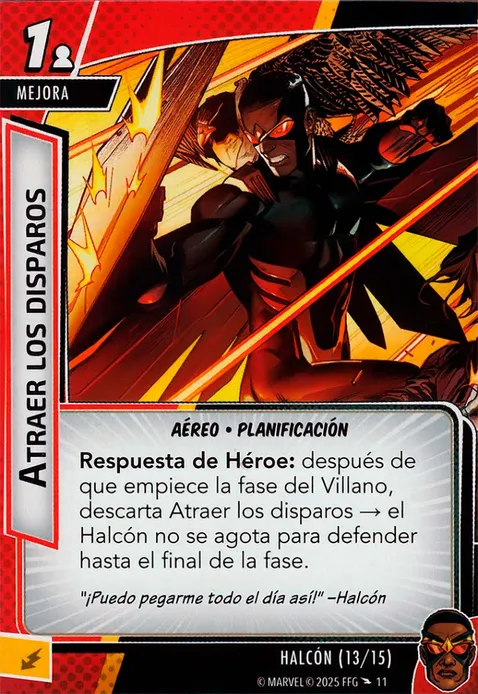 1
MEJORA
ATRAER LOS DISPAROS
AÉREO • PLANIFICACIÓN
Respuesta de Héroe: después de
que empiece la fase del Villano,
descarta Atraer los disparos → el
Halcón no se agota para defender
hasta el final de la fase.
"¡Puedo pegarme todo el día así!" –Halcón
HALCÓN (13/15)
© MARVEL © 2025 FFG 11